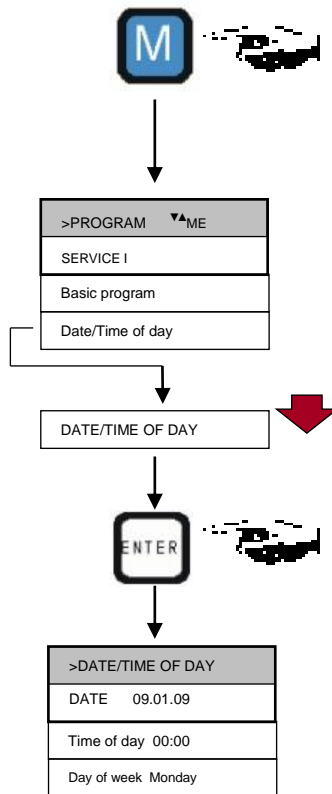 M
>PROGRAM ▼▲ME
SERVICE I
Basic program
Date/Time of day
DATE/TIME OF DAY
ENTER
>DATE/TIME OF DAY
DATE 09.01.09
Time of day 00:00
Day of week Monday